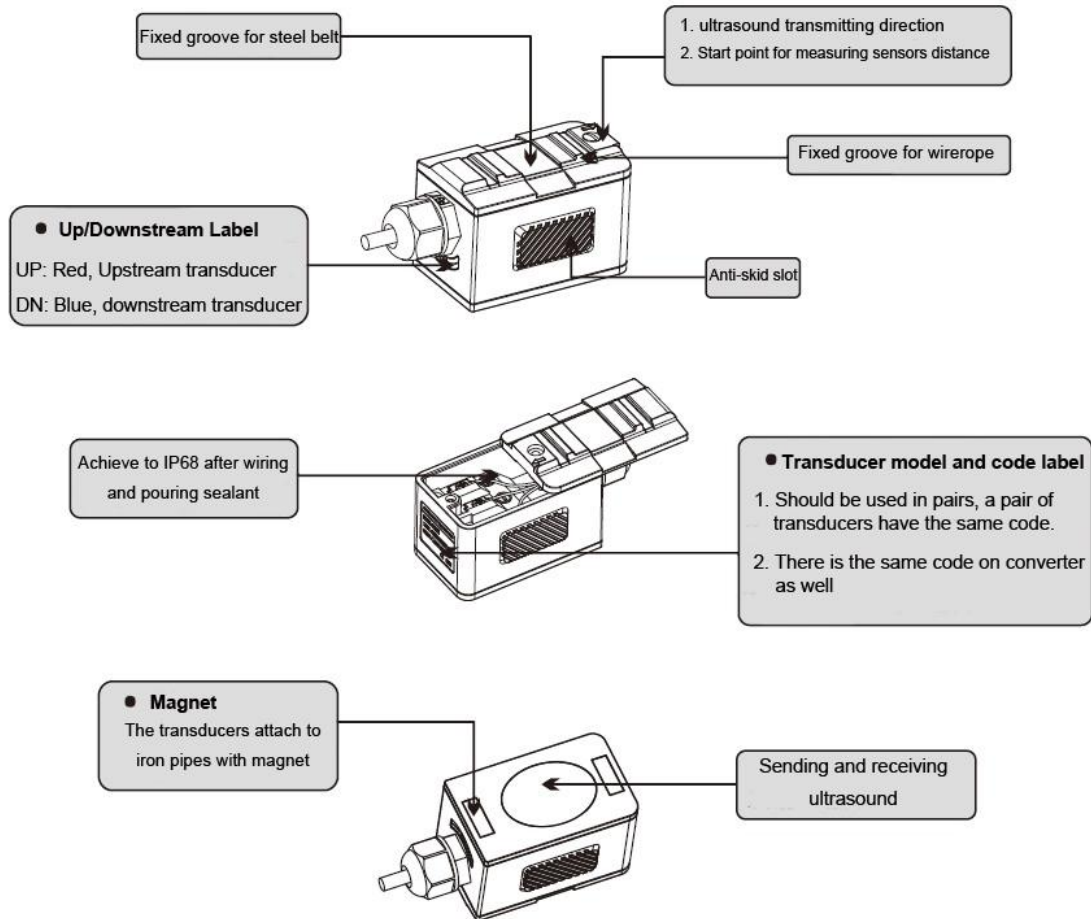 Fixed groove for steel belt
1. ultrasound transmitting direction
2. Start point for measuring sensors distance
Fixed groove for wirerope
● Up/Downstream Label
UP: Red, Upstream transducer
DN: Blue, downstream transducer
Anti-skid slot
Achieve to IP68 after wiring
and pouring sealant
● Transducer model and code label
1. Should be used in pairs, a pair of
transducers have the same code.
2. There is the same code on converter
as well
● Magnet
The transducers attach to
iron pipes with magnet
Sending and receiving
ultrasound